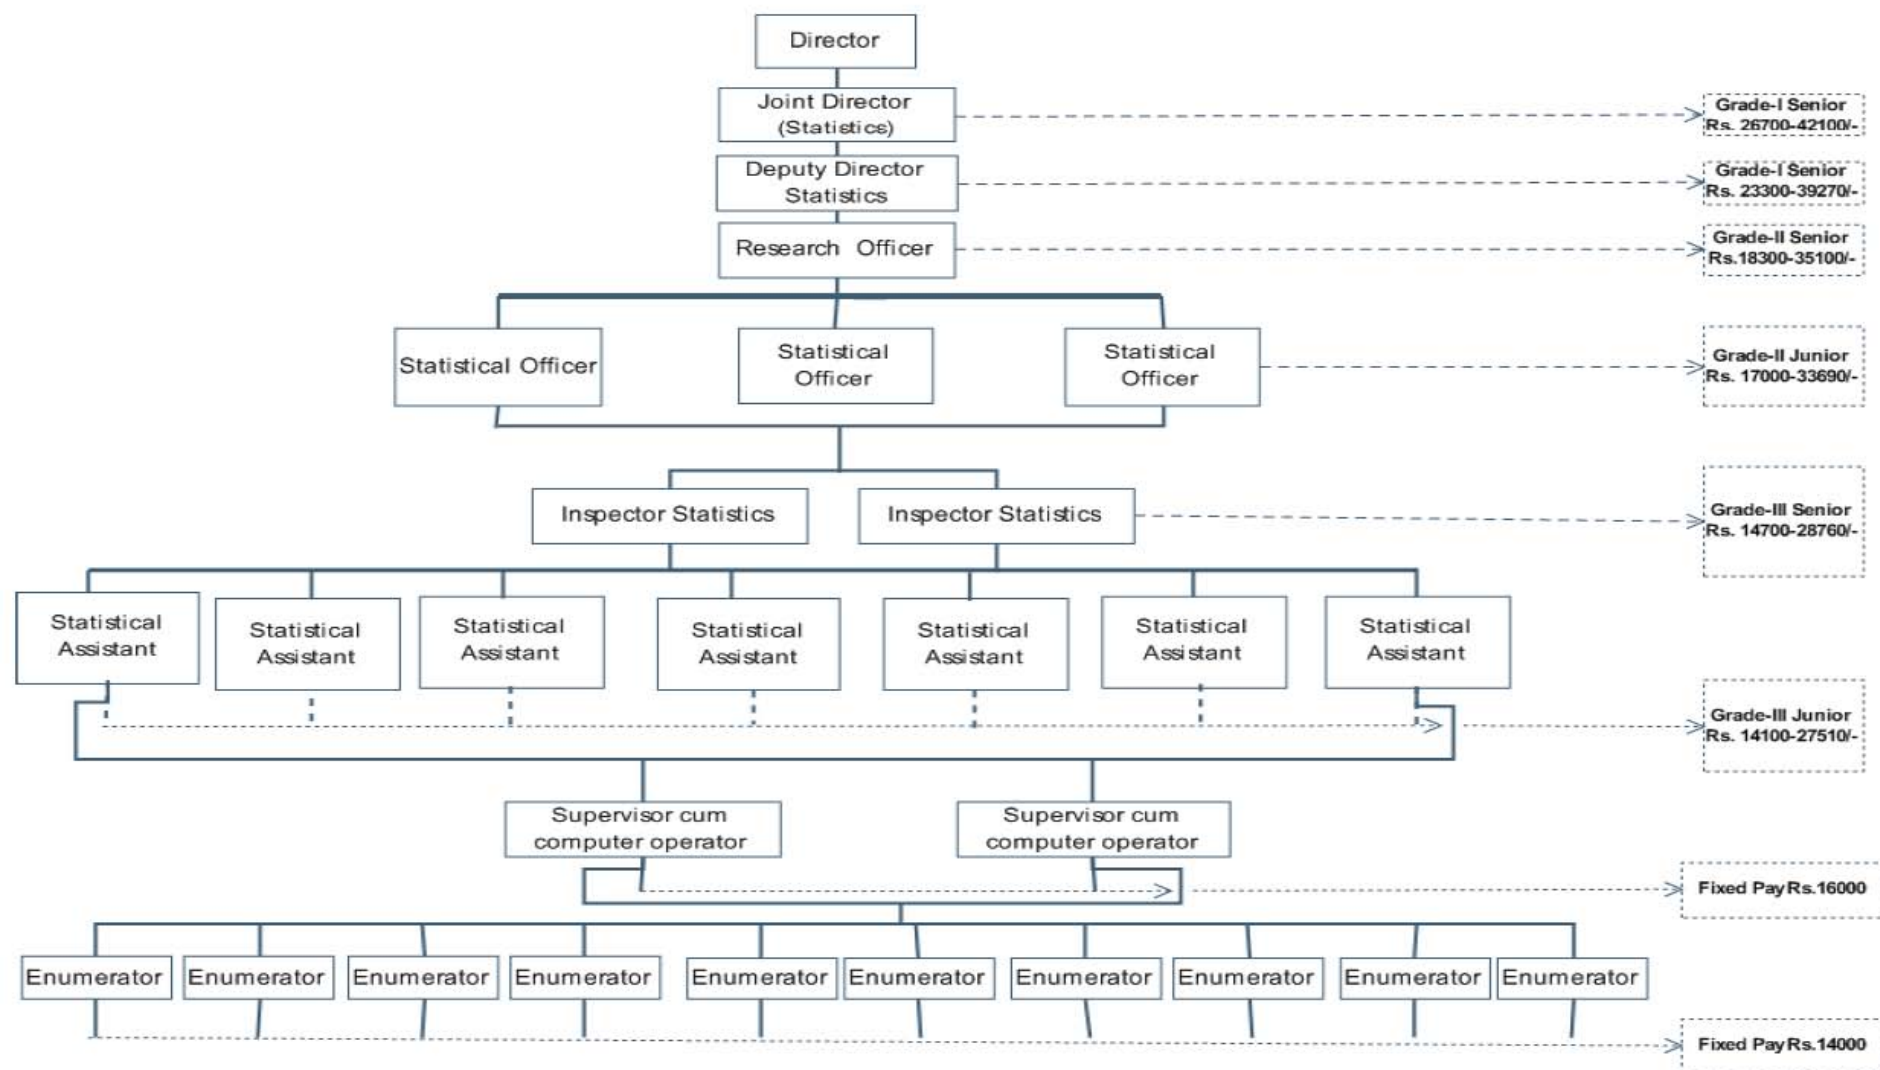 Director
Joint Director
(Statistics)
Grade-I Senior
Rs. 26700-42100/-
Deputy Director
Statistics
Grade-I Senior
Rs. 23300-39270/-
Research Officer
Grade-II Senior
Rs.18300-35100/-
Statistical Officer
Statistical
Officer
Statistical
Officer
Grade-II Junior
Rs. 17000-33690/-
Inspector Statistics
Inspector Statistics
Grade-III Senior
Rs. 14700-28760/-
Statistical
Assistant
Statistical
Assistant
Statistical
Assistant
Statistical
Assistant
Statistical
Assistant
Statistical
Assistant
Statistical
Assistant
Grade-III Junior
Rs. 14100-27510/-
Supervisor cum
computer operator
Supervisor cum
computer operator
Fixed Pay Rs.16000
Enumerator
Enumerator
Enumerator
Enumerator
Enumerator
Enumerator
Enumerator
Enumerator
Enumerator
Enumerator
Fixed Pay Rs.14000